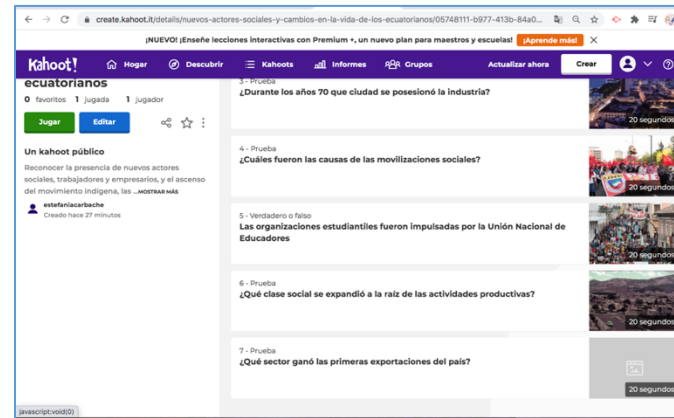 create.kahoot.it/details/nuevos-actores-sociales-y-cambios-en-la-vida-de-los-ecuatorianos/05748111-b977-413b-84a0...
¡NUEVO! ¡Enseñe lecciones interactivas con Premium +, un nuevo plan para maestros y escuelas! ¡Aprende más!
Kahoot! Hogar Descubrir Kahoots Informes Grupos Actualizar ahora Crear
ecuatorianos
0 favoritos 1 jugada 1 jugador
Jugar Editar
Un kahoot público
Reconocer la presencia de nuevos actores
sociales, trabajadores y empresarios, y el ascenso
del movimiento indígena, las ...MOSTRAR MÁS
estefaniacarbache
Creado hace 27 minutos
3 - Prueba
¿Durante los años 70 que ciudad se posesionó la industria?
20 segundos
4 - Prueba
¿Cuáles fueron las causas de las movilizaciones sociales?
20 segundos
5 - Verdadero o falso
Las organizaciones estudiantiles fueron impulsadas por la Unión Nacional de
Educadores
20 segundos
6 - Prueba
¿Qué clase social se expandió a la raíz de las actividades productivas?
20 segundos
7 - Prueba
¿Qué sector ganó las primeras exportaciones del país?
20 segundos
javascript:void(0)